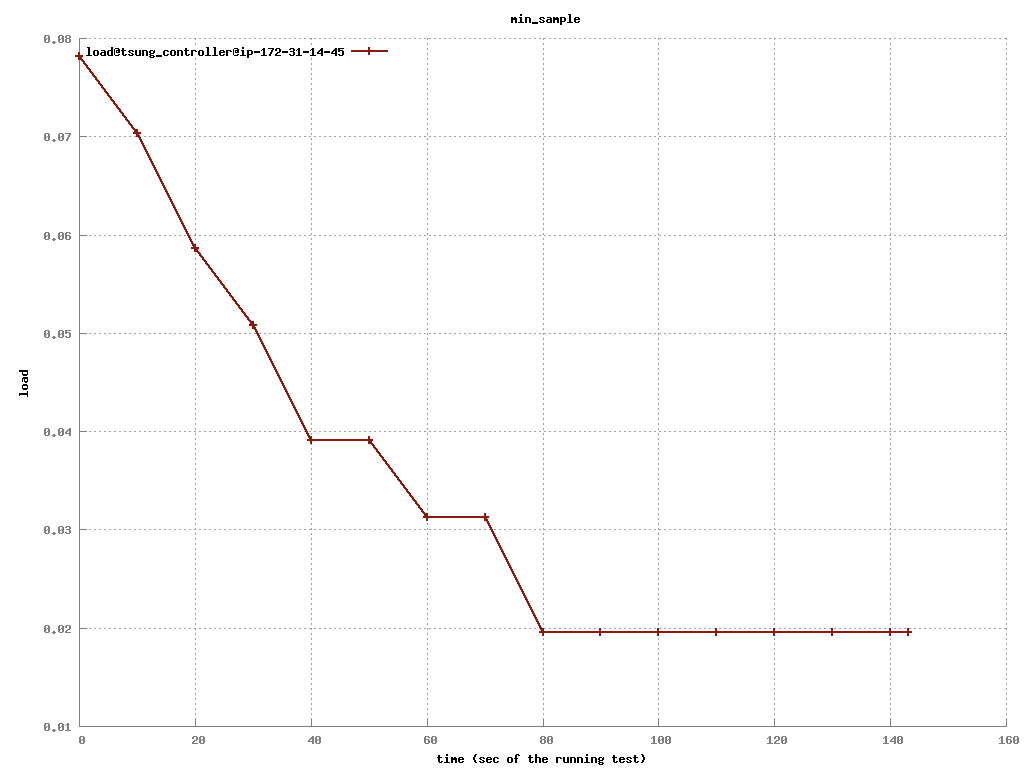 min_sample
load@tsung_controller@ip-172-31-14-45
0.08
0.07
0.06
0.05
0.04
0.03
0.02
0.01
load
0 20 40 60 80 100 120 140 160
time (sec of the running test)